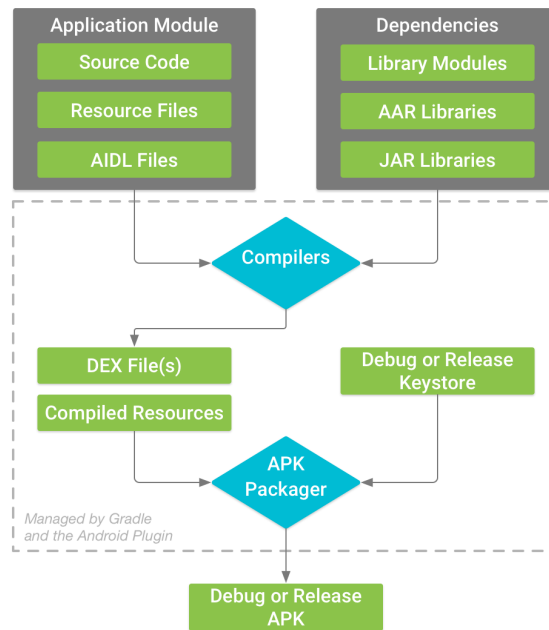 Application Module
Source Code
Resource Files
AIDL Files
Dependencies
Library Modules
AAR Libraries
JAR Libraries
Compilers
DEX File(s)
Compiled Resources
Debug or Release
Keystore
APK
Packager
Managed by Gradle
and the Android Plugin
Debug or Release
APK